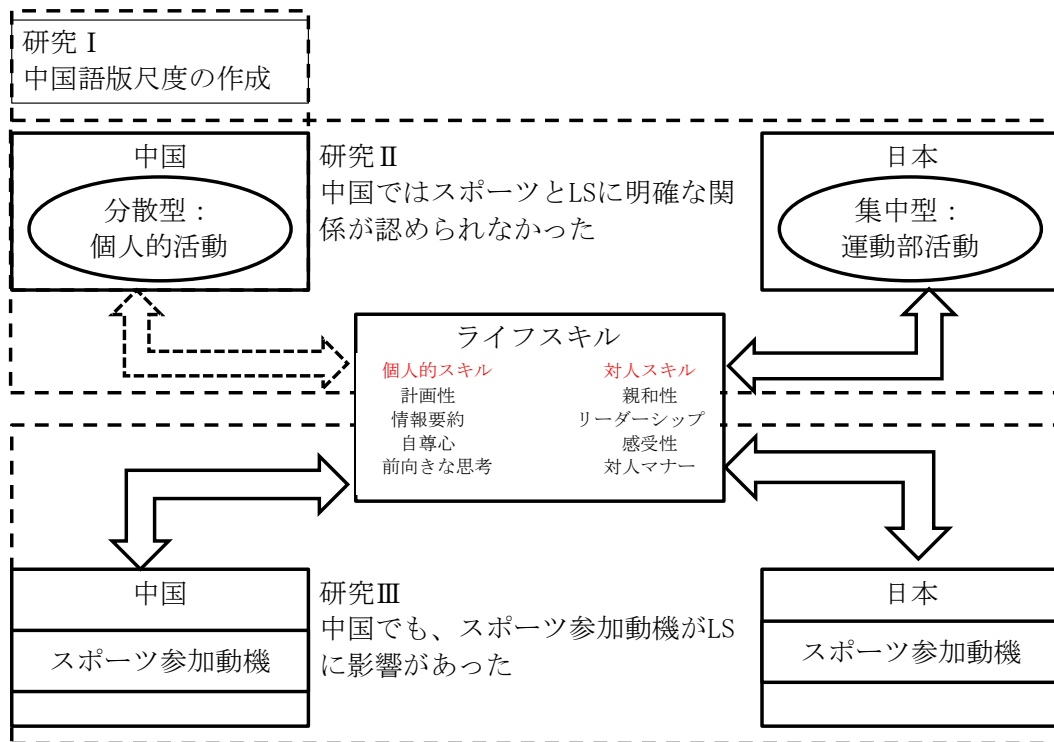 研究Ⅰ
中国語版尺度の作成
中国
分散型：
個人的活動
研究Ⅱ
中国ではスポーツとLSに明確な関
係が認められなかった
日本
集中型：
運動部活動
ライフスキル
個人的スキル
計画性
情報要約
自尊心
前向きな思考
対人スキル
親和性
リーダーシップ
感受性
対人マナー
中国
スポーツ参加動機
研究Ⅲ
中国でも、スポーツ参加動機がLS
に影響があった
日本
スポーツ参加動機